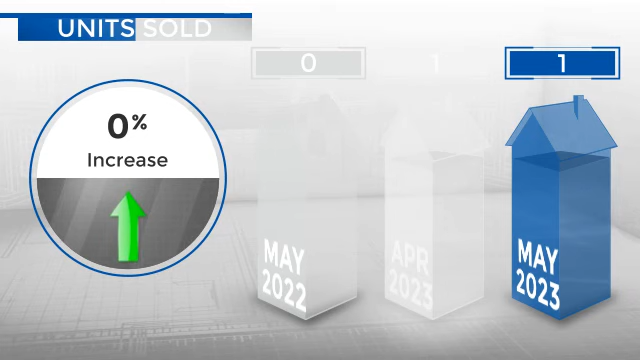 UNITS SOLD
0 1 1
0%
Increase
MAY
2022
APR
2023
MAY
2023